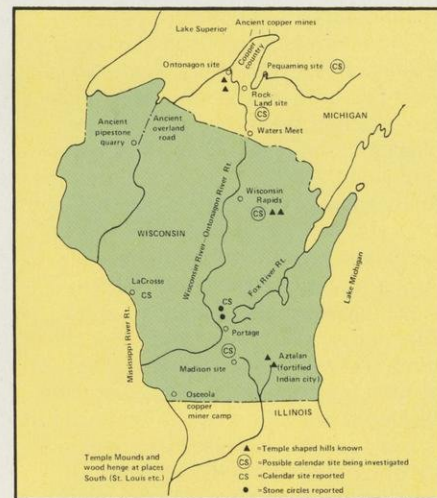 Ancient copper mines
Lake Superior
Copper
country
Ontonagon site
Pequaming site
CS
Rock-
Land site
CS
Ancient
pipestone
quarry
Ancient
overland
road
MICHIGAN
Waters Meet
Wisconsin River—Ontonagon River Rt.
Wisconsin
Rapids
CS
WISCONSIN
Fox River Rt.
Lake Michigan
LaCrosse
CS
Mississippi River Rt.
CS
Portage
CS
Madison site
Aztalan
(fortified
Indian city)
Osceola
copper
miner camp
ILLINOIS
Temple Mounds and
wood henge at places
South (St. Louis etc.)
▲ =Temple shaped hills known
CS =Possible calendar site being investigated
CS =Calendar site reported
● =Stone circles reported